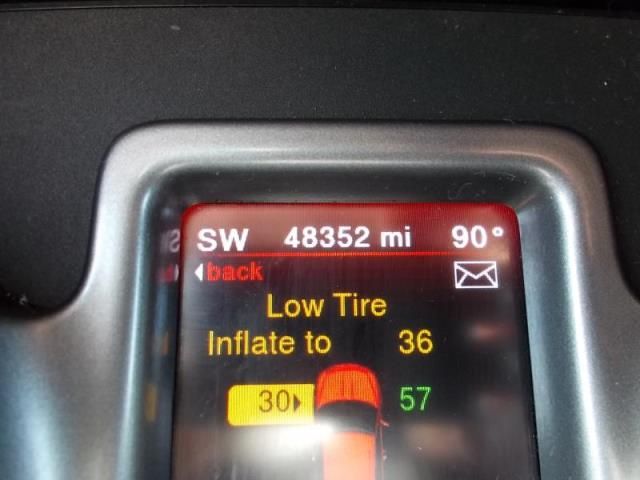 SW 48352 mi 90°
back
Low Tire
Inflate to 36
30 57